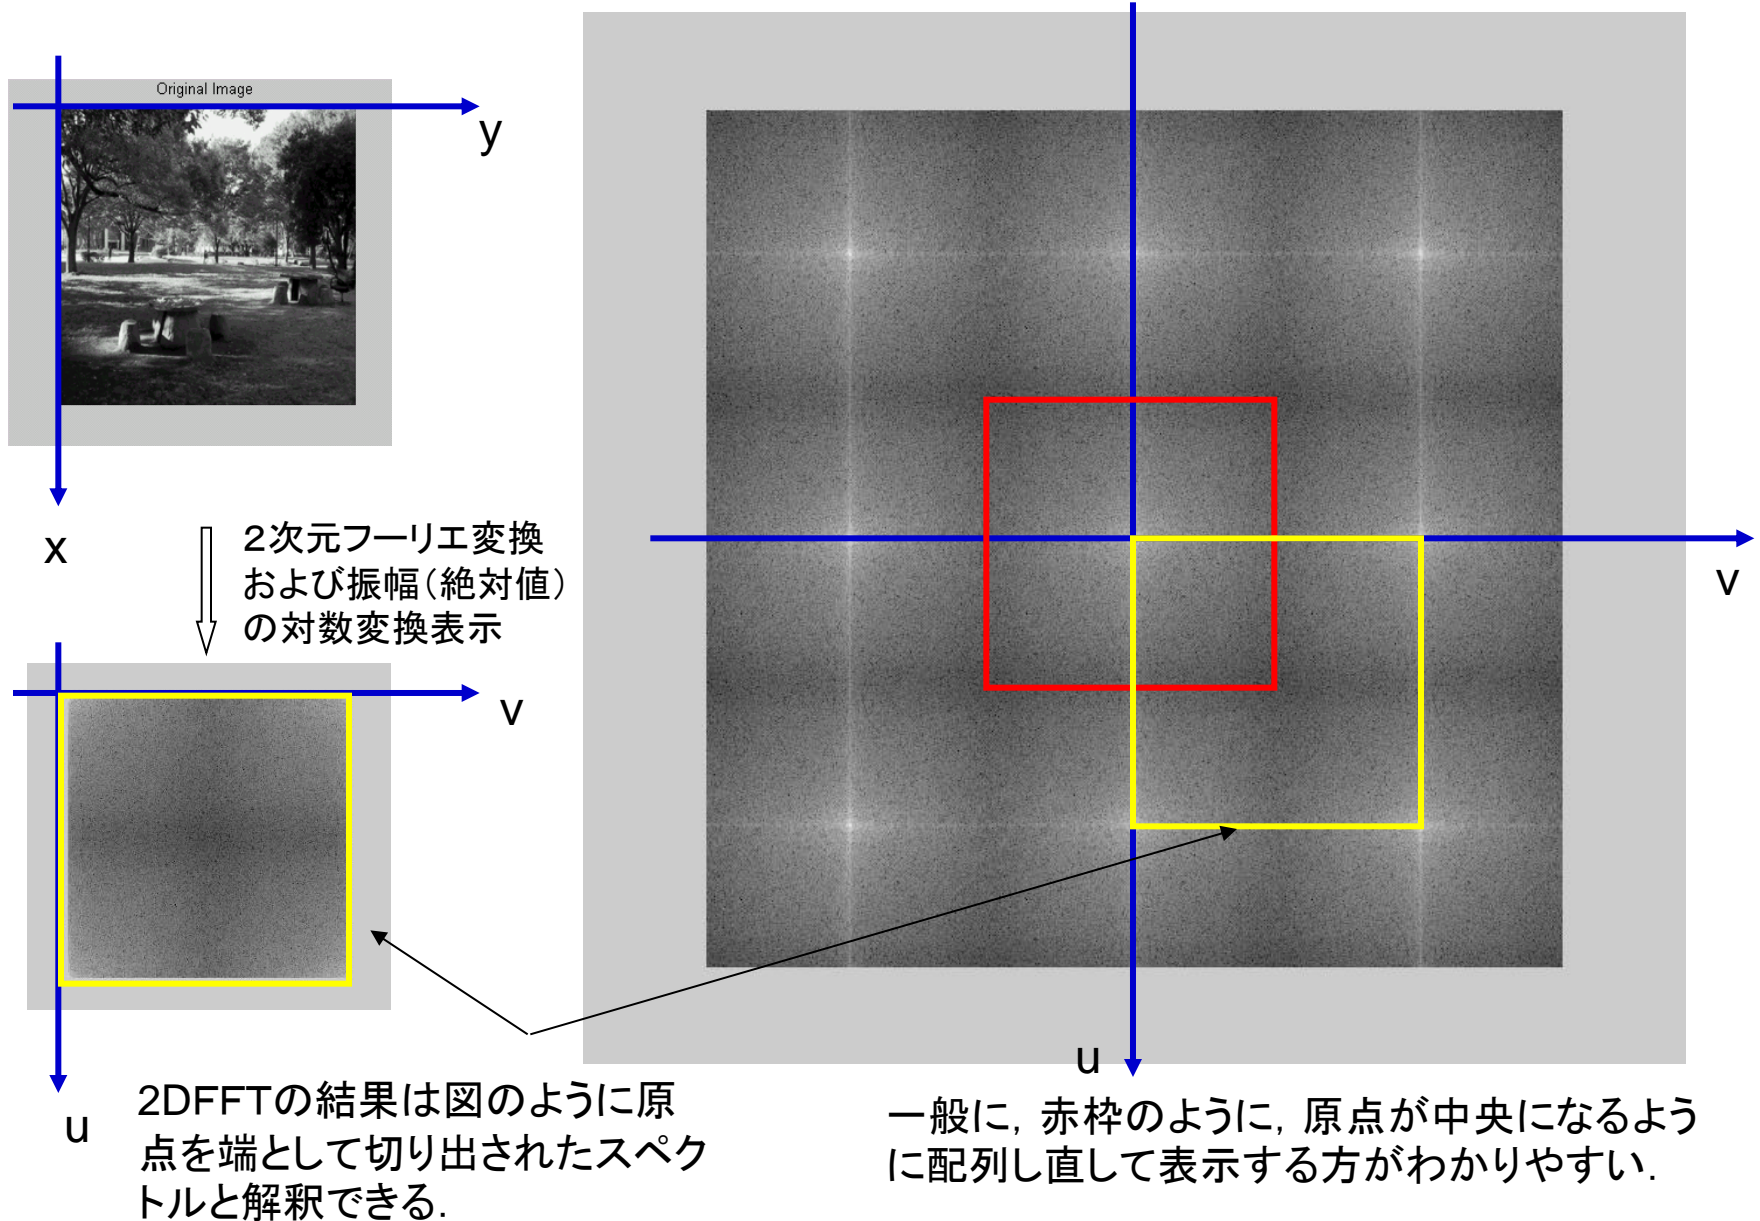 Original Image
y
x
2次元フーリエ変換
および振幅(絶対値)
の対数変換表示
v
u
2DFFTの結果は図のように原
点を端として切り出されたスペク
トルと解釈できる.
v
u
一般に, 赤枠のように, 原点が中央になるよう
に配列し直して表示する方がわかりやすい.